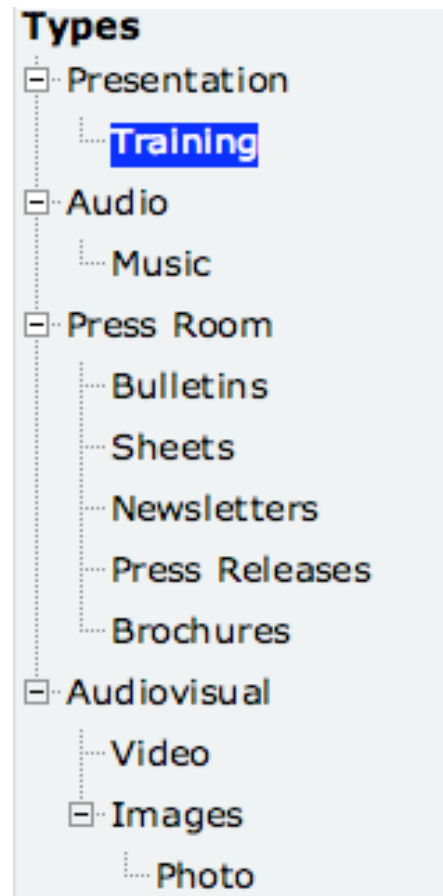 Types
Presentation
Training
Audio
Music
Press Room
Bulletins
Sheets
Newsletters
Press Releases
Brochures
Audiovisual
Video
Images
Photo